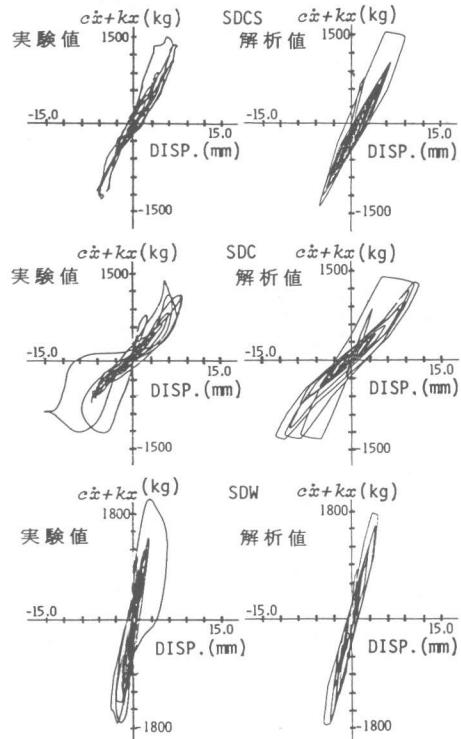 cẋ+kx(kg) SDCS cẋ+kx(kg)
実験値 1500 解析値 1500
-15.0 15.0 -15.0 15.0
DISP.(mm) DISP.(mm)
-1500 -1500
cẋ+kx(kg) SDC cẋ+kx(kg)
実験値 1500 解析値 1500
-15.0 15.0 -15.0 15.0
DISP.(mm) DISP.(mm)
-1500 -1500
cẋ+kx(kg) SDW cẋ+kx(kg)
実験値 1800 解析値 1800
-15.0 15.0 -15.0 15.0
DISP.(mm) DISP.(mm)
-1800 -1800